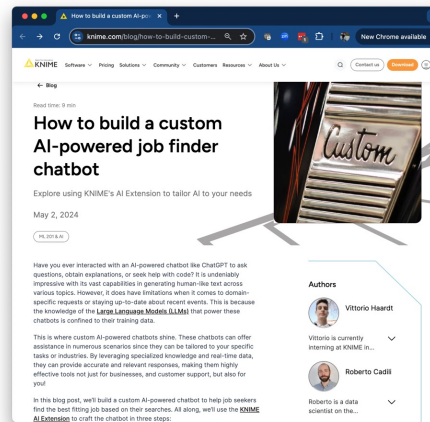 How to build a custom AI-pow
knime.com/blog/how-to-build-custom-...
New Chrome available
KNIME Software Pricing Solutions Community Customers Resources About Us Contact us Download
← Blog
Read time: 9 min
How to build a custom
AI-powered job finder
chatbot
Custom
Explore using KNIME's AI Extension to tailor AI to your needs
May 2, 2024
ML 201 & AI
Have you ever interacted with an AI-powered chatbot like ChatGPT to ask
questions, obtain explanations, or seek help with code? It is undeniably
impressive with its vast capabilities in generating human-like text across
various topics. However, it does have limitations when it comes to domain-
specific requests or staying up-to-date about recent events. This is because
the knowledge of the Large Language Models (LLMs) that power these
chatbots is confined to their training data.
This is where custom AI-powered chatbots shine. These chatbots can offer
assistance in numerous scenarios since they can be tailored to your specific
tasks or industries. By leveraging specialized knowledge and real-time data,
they can provide accurate and relevant responses, making them highly
effective tools not just for businesses, and customer support, but also for
you!
In this blog post, we'll build a custom AI-powered chatbot to help job seekers
find the best fitting job based on their searches. All along, we'll use the KNIME
AI Extension to craft the chatbot in three steps:
Authors
Vittorio Haardt
Vittorio is currently
interning at KNIME in...
Roberto Cadili
Roberto is a data
scientist on the...